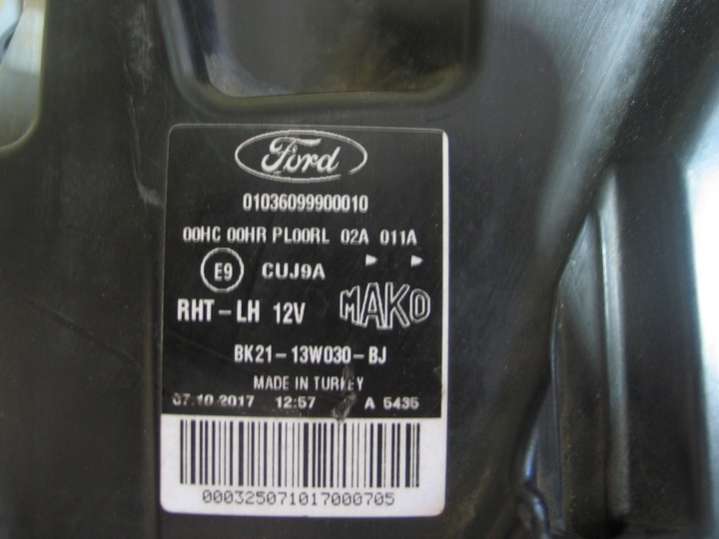 Ford
01036099900010
00HC 00HR PL00RL 02A 011A
E9 CUJ9A
RHT-LH 12V MAKO
BK21-13W030-BJ
MADE IN TURKEY
07.10.2017 12:57 A 5435
000325071017000705